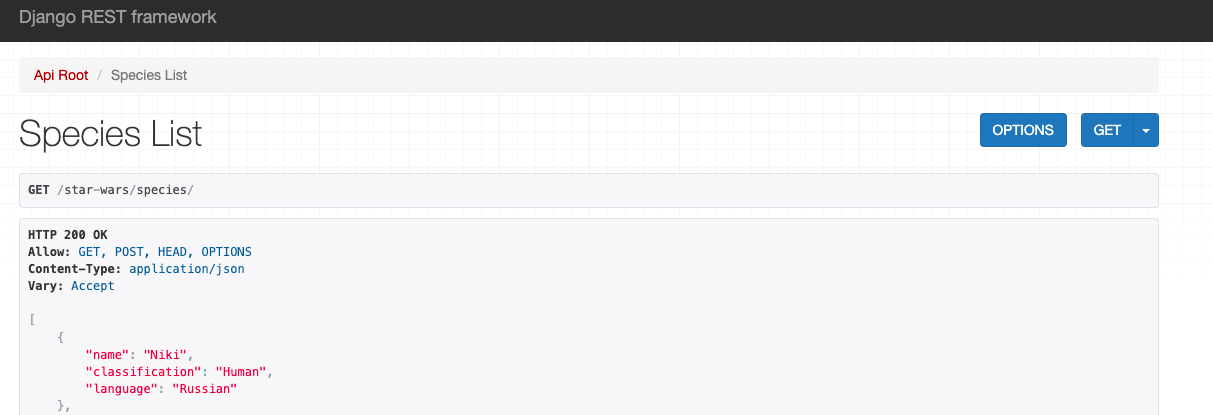 Django REST framework
Api Root / Species List
Species List
OPTIONS
GET
GET /star-wars/species/
HTTP 200 OK
Allow: GET, POST, HEAD, OPTIONS
Content-Type: application/json
Vary: Accept
[
    {
        "name": "Niki",
        "classification": "Human",
        "language": "Russian"
    },